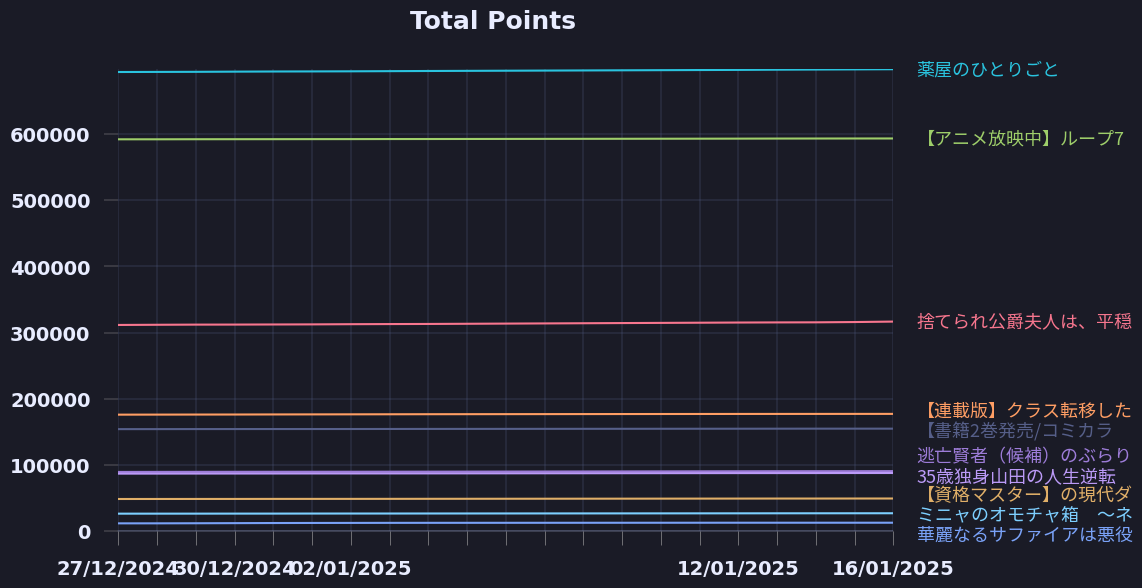 Total Points
薬屋のひとりごと
600000
【アニメ放映中】ループ7
500000
400000
300000
捨てられ公爵夫人は、平穏
200000
【連載版】クラス転移した
【書籍2巻発売/コミカラ
100000
逃亡賢者（候補）のぶらり
35歳独身山田の人生逆転
【資格マスター】の現代ダ
ミニャのオモチャ箱　～ネ
0
華麗なるサファイアは悪役
27/12/2024
30/12/2024
02/01/2025
12/01/2025
16/01/2025